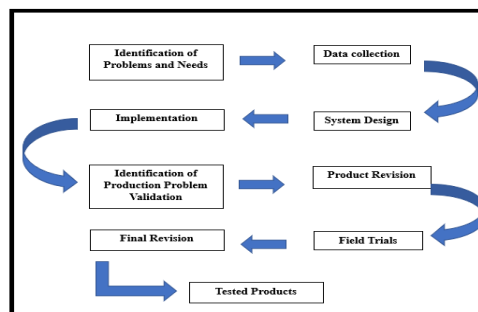 Identification of
Problems and Needs
Data collection
System Design
Implementation
Identification of
Production Problem
Validation
Product Revision
Field Trials
Final Revision
Tested Products